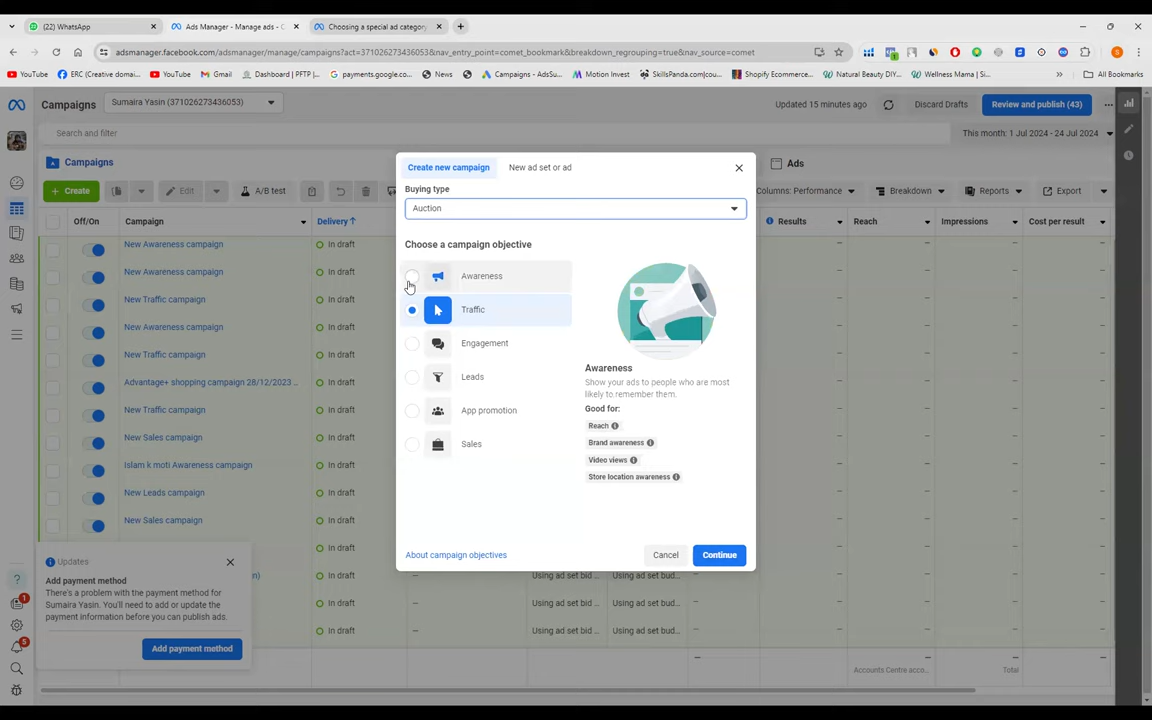 (22) WhatsApp
Ads Manager - Manage ads - C
Choosing a special ad category
adsmanager.facebook.com/adsmanager/manage/campaigns?act=371026273436053&nav_entry_point=comet_bookmark&breakdown_regrouping=true&nav_source=comet
YouTube
ERC (Creative domai...
YouTube
Gmail
Dashboard | PFTP |...
payments.google.co...
News
Campaigns - AdsSu...
Motion Invest
SkillsPanda.com|cou...
Shopify Ecommerce...
Natural Beauty DIY...
Wellness Mama | Si...
All Bookmarks
Campaigns
Sumaira Yasin (371026273436053)
Updated 15 minutes ago
Discard Drafts
Review and publish (43)
Search and filter
This month: 1 Jul 2024 - 24 Jul 2024
Campaigns
Ads
Create
Edit
A/B test
Columns: Performance
Breakdown
Reports
Export
Off/On
Campaign
Delivery
Results
Reach
Impressions
Cost per result
New Awareness campaign
In draft
New Awareness campaign
In draft
New Traffic campaign
In draft
New Awareness campaign
In draft
New Traffic campaign
In draft
Advantage+ shopping campaign 28/12/2023 ...
In draft
New Traffic campaign
In draft
New Sales campaign
In draft
Islam k moti Awareness campaign
In draft
New Leads campaign
In draft
New Sales campaign
In draft
In draft
In draft
Using ad set bid ...
Using ad set bud...
In draft
Using ad set bid ...
Using ad set bud...
In draft
Using ad set bid ...
Using ad set bud...
Accounts Centre acco...
Total
Create new campaign
New ad set or ad
Buying type
Auction
Choose a campaign objective
Awareness
Traffic
Engagement
Leads
App promotion
Sales
Awareness
Show your ads to people who are most
likely to remember them.
Good for:
Reach
Brand awareness
Video views
Store location awareness
About campaign objectives
Cancel
Continue
Updates
Add payment method
There's a problem with the payment method for
Sumaira Yasin. You'll need to add or update the
payment information before you can publish ads.
Add payment method
1
5